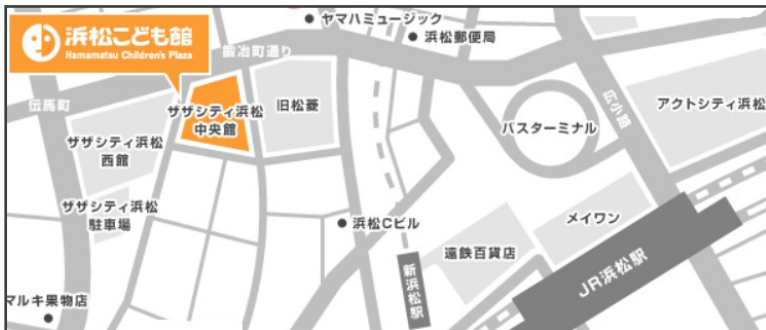 浜松こども館
Hamamatsu Children's Plaza
ヤマハミュージック
浜松郵便局
鍛冶町通り
伝馬町
ザザシティ浜松
中央館
旧松菱
バスターミナル
広小路
アクトシティ浜松
ザザシティ浜松
西館
ザザシティ浜松
駐車場
浜松Cビル
メイワン
遠鉄百貨店
新浜松駅
JR浜松駅
マルキ果物店